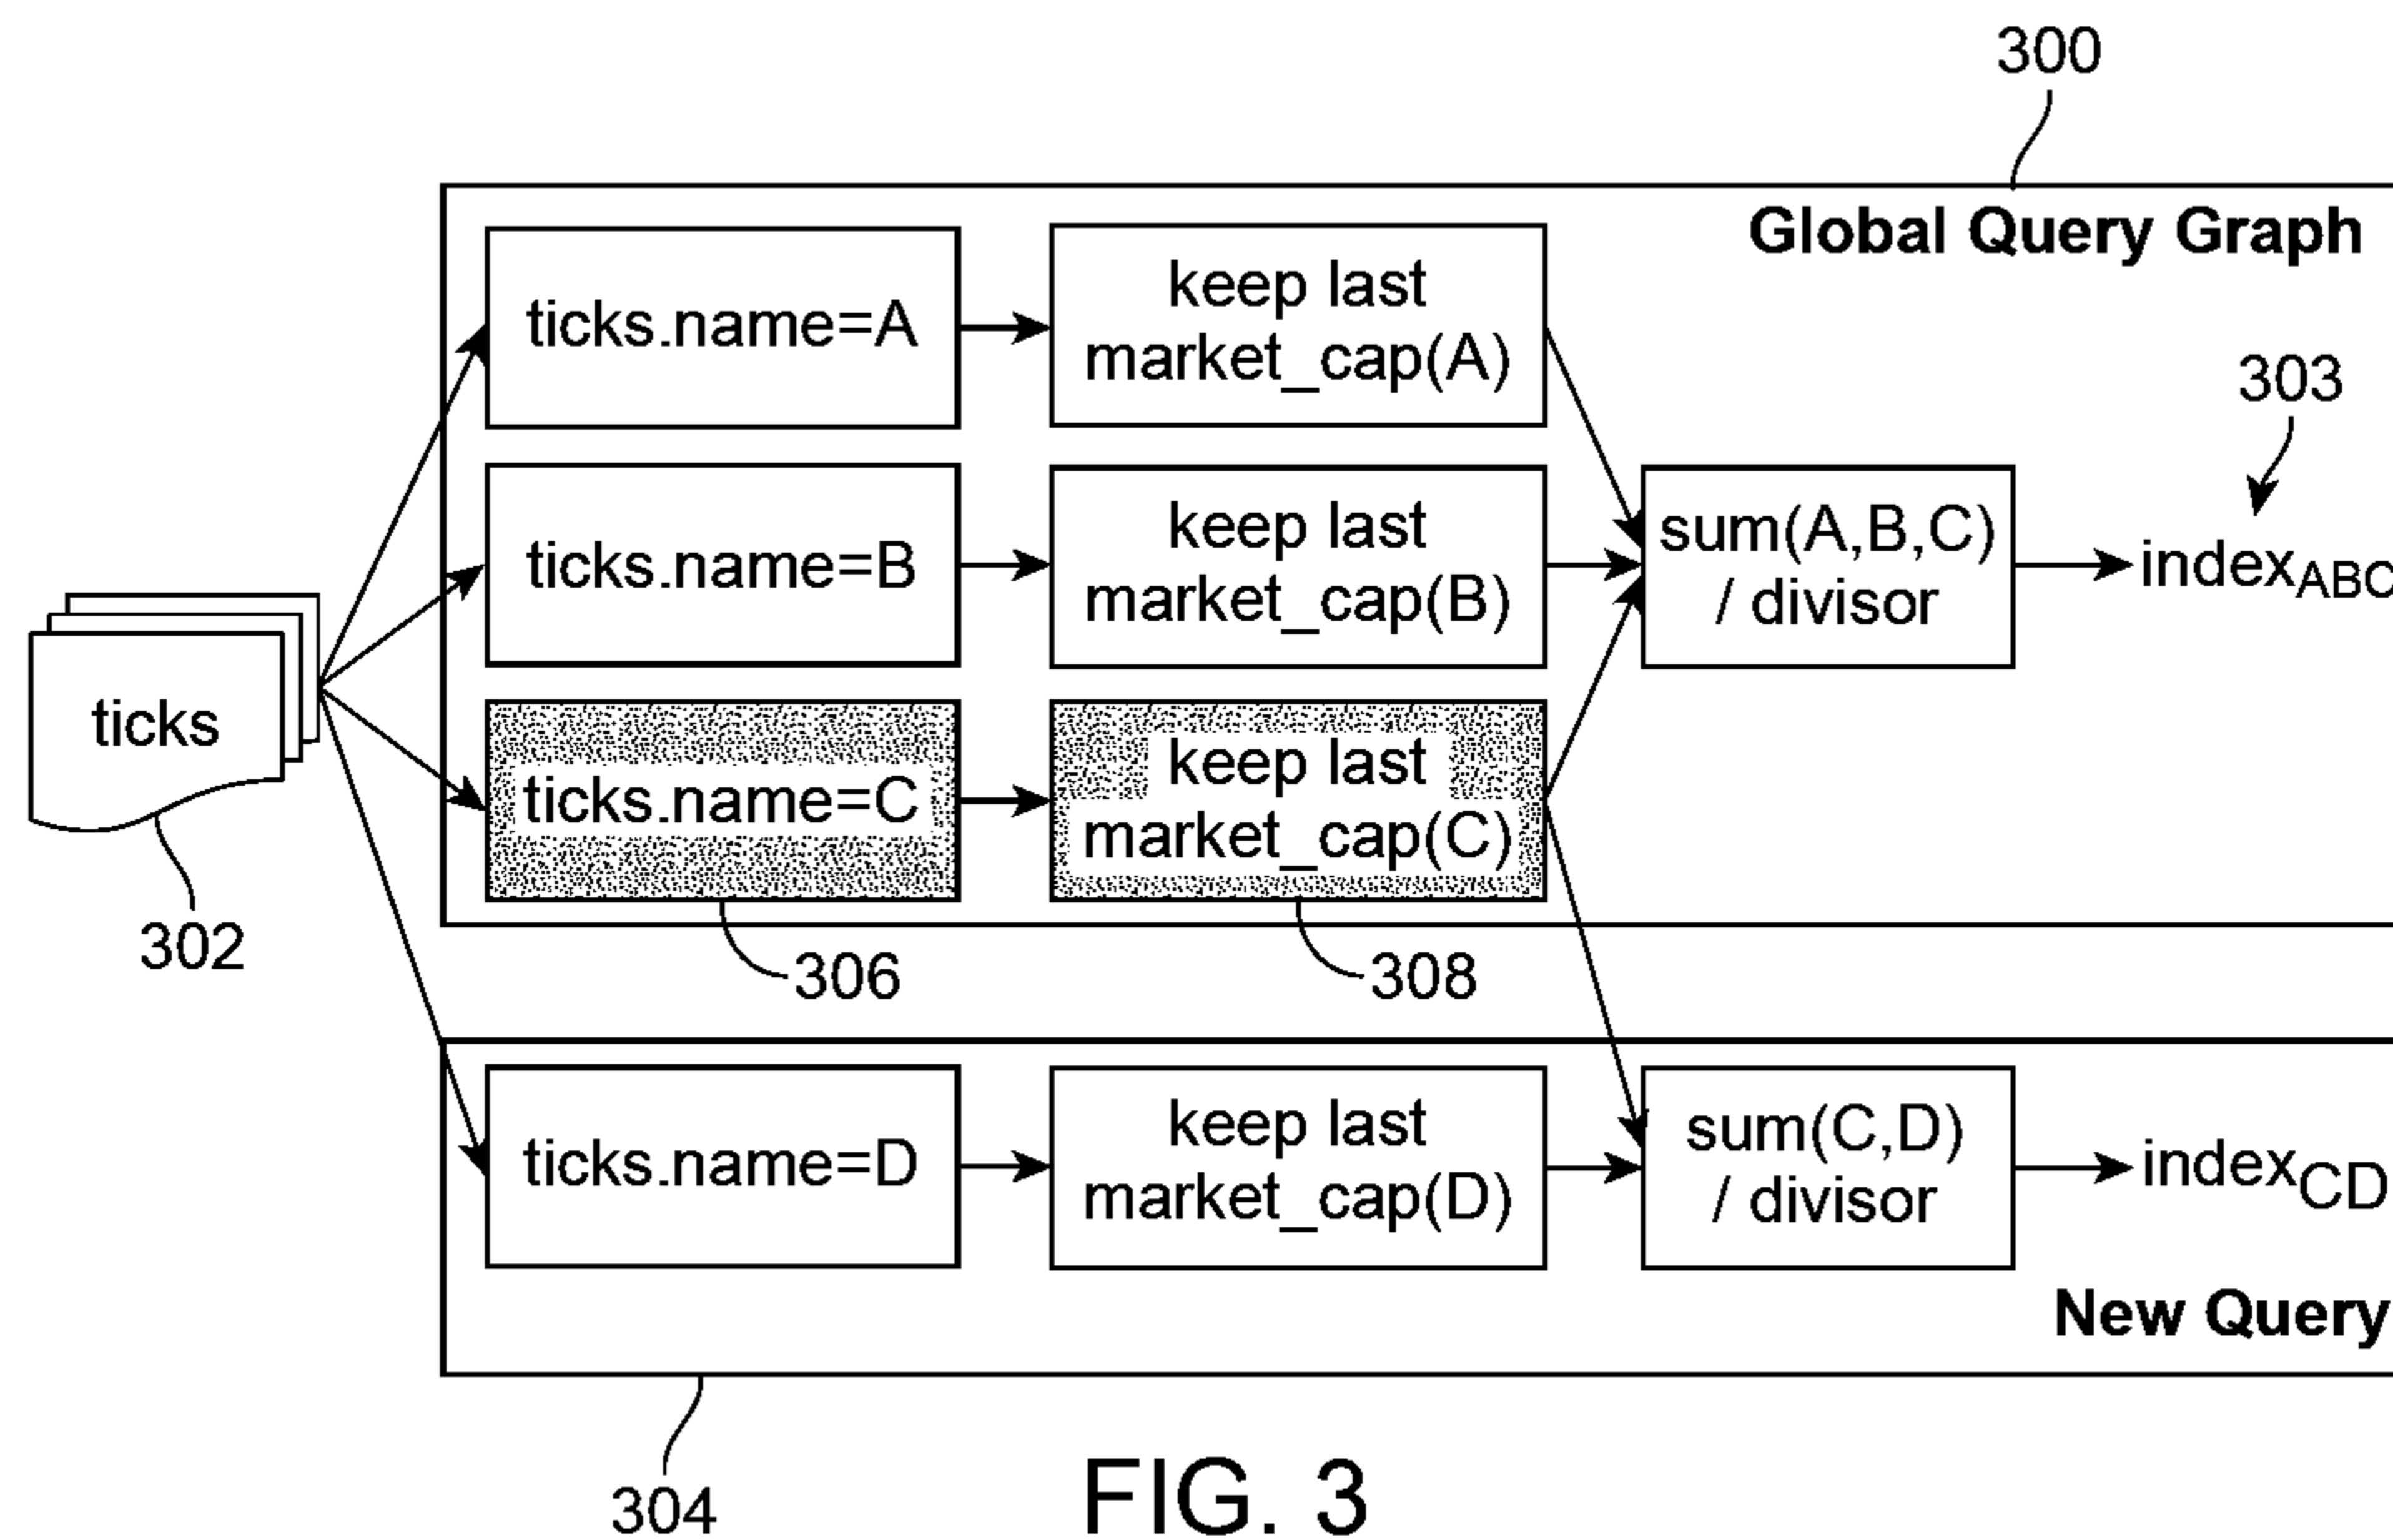 300
Global Query Graph
ticks.name=A
keep last
market_cap(A)
303
ticks.name=B
keep last
market_cap(B)
sum(A,B,C)
/ divisor
indexABC
ticks
ticks.name=C
keep last
market_cap(C)
302
306
308
ticks.name=D
keep last
market_cap(D)
sum(C,D)
/ divisor
indexCD
New Query
304
FIG. 3